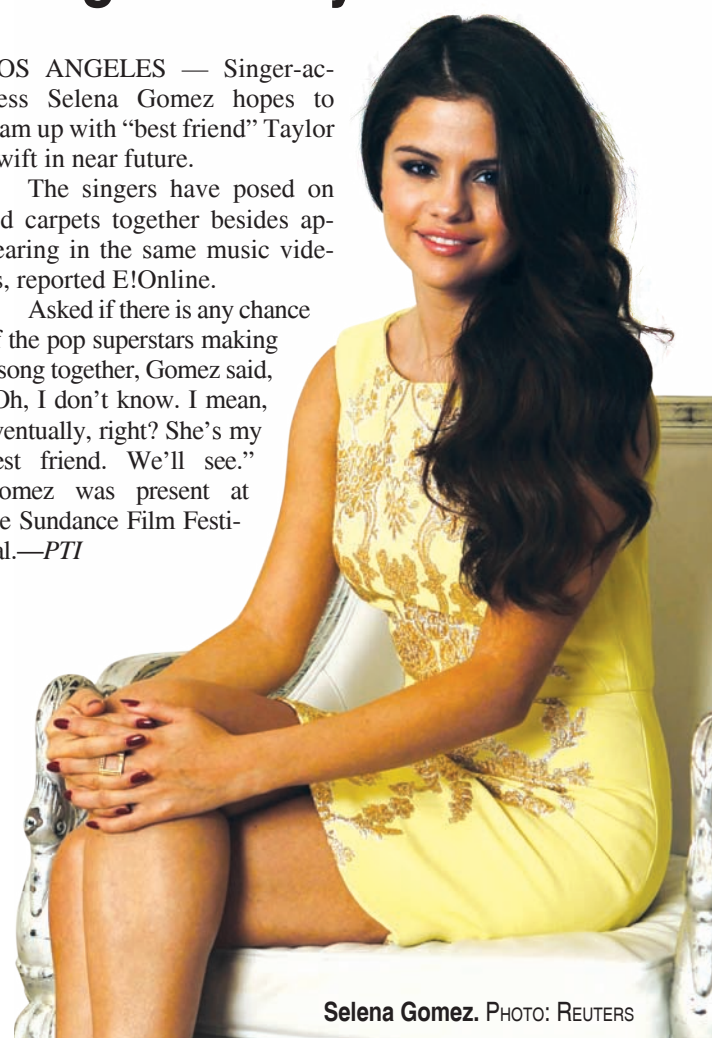 OS ANGELES — Singer-ac-
ess Selena Gomez hopes to
am up with “best friend” Taylor
wift in near future.
The singers have posed on
d carpets together besides ap-
earing in the same music vide-
s, reported E!Online.
Asked if there is any chance
f the pop superstars making
song together, Gomez said,
Oh, I don’t know. I mean,
ventually, right? She’s my
est friend. We’ll see.”
omez was present at
e Sundance Film Festi-
al.—PTI
Selena Gomez. PHOTO: REUTERS